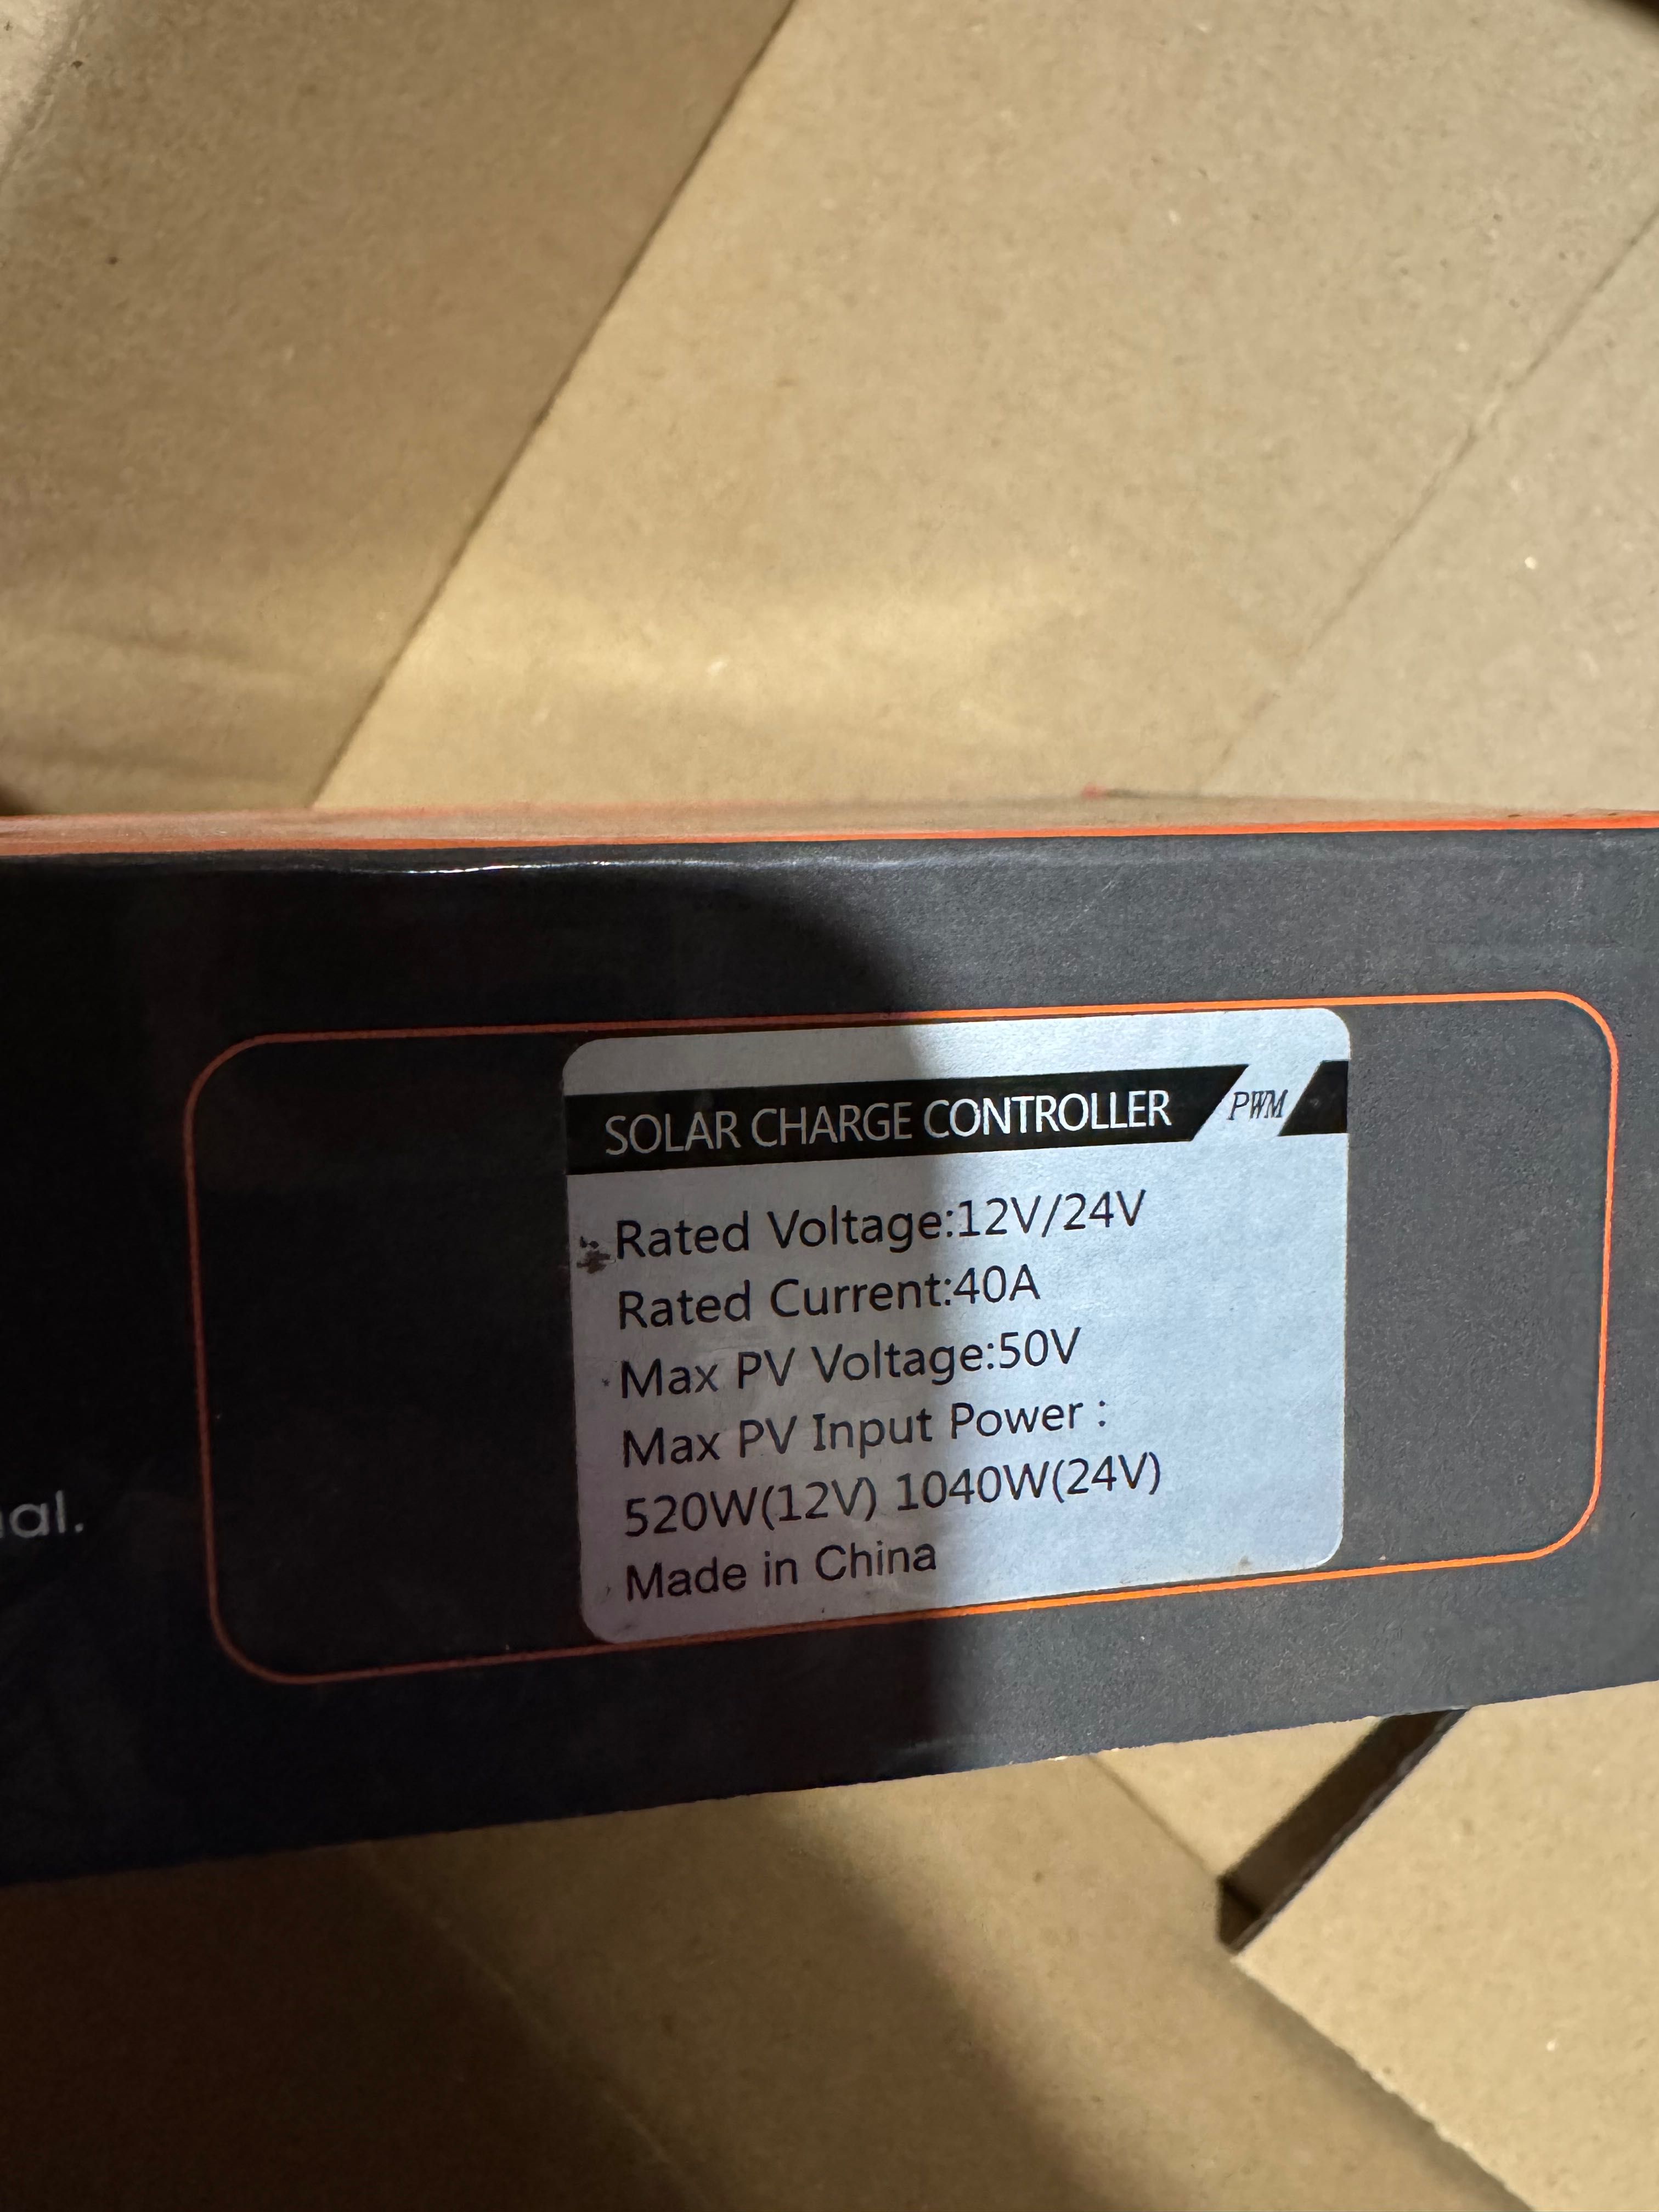 SOLAR CHARGE CONTROLLER PWM
Rated Voltage:12V/24V
Rated Current:40A
Max PV Voltage:50V
Max PV Input Power :
520W(12V) 1040W(24V)
Made in China